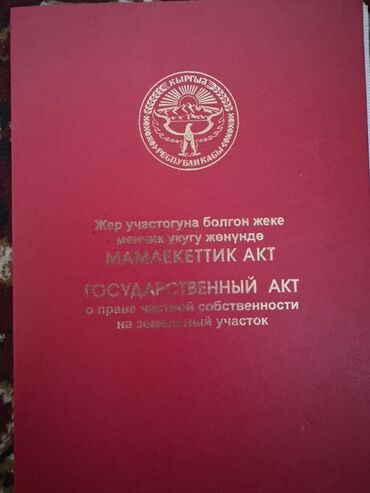 КЫРГЫЗ
РЕСПУБЛИКАСЫ
Жер участогуна болгон жеке
менчик укугу жөнүндө
МАМЛЕКЕТТИК АКТ
ГОСУДАРСТВЕННЫЙ АКТ
о праве частной собственности
на земельный участок